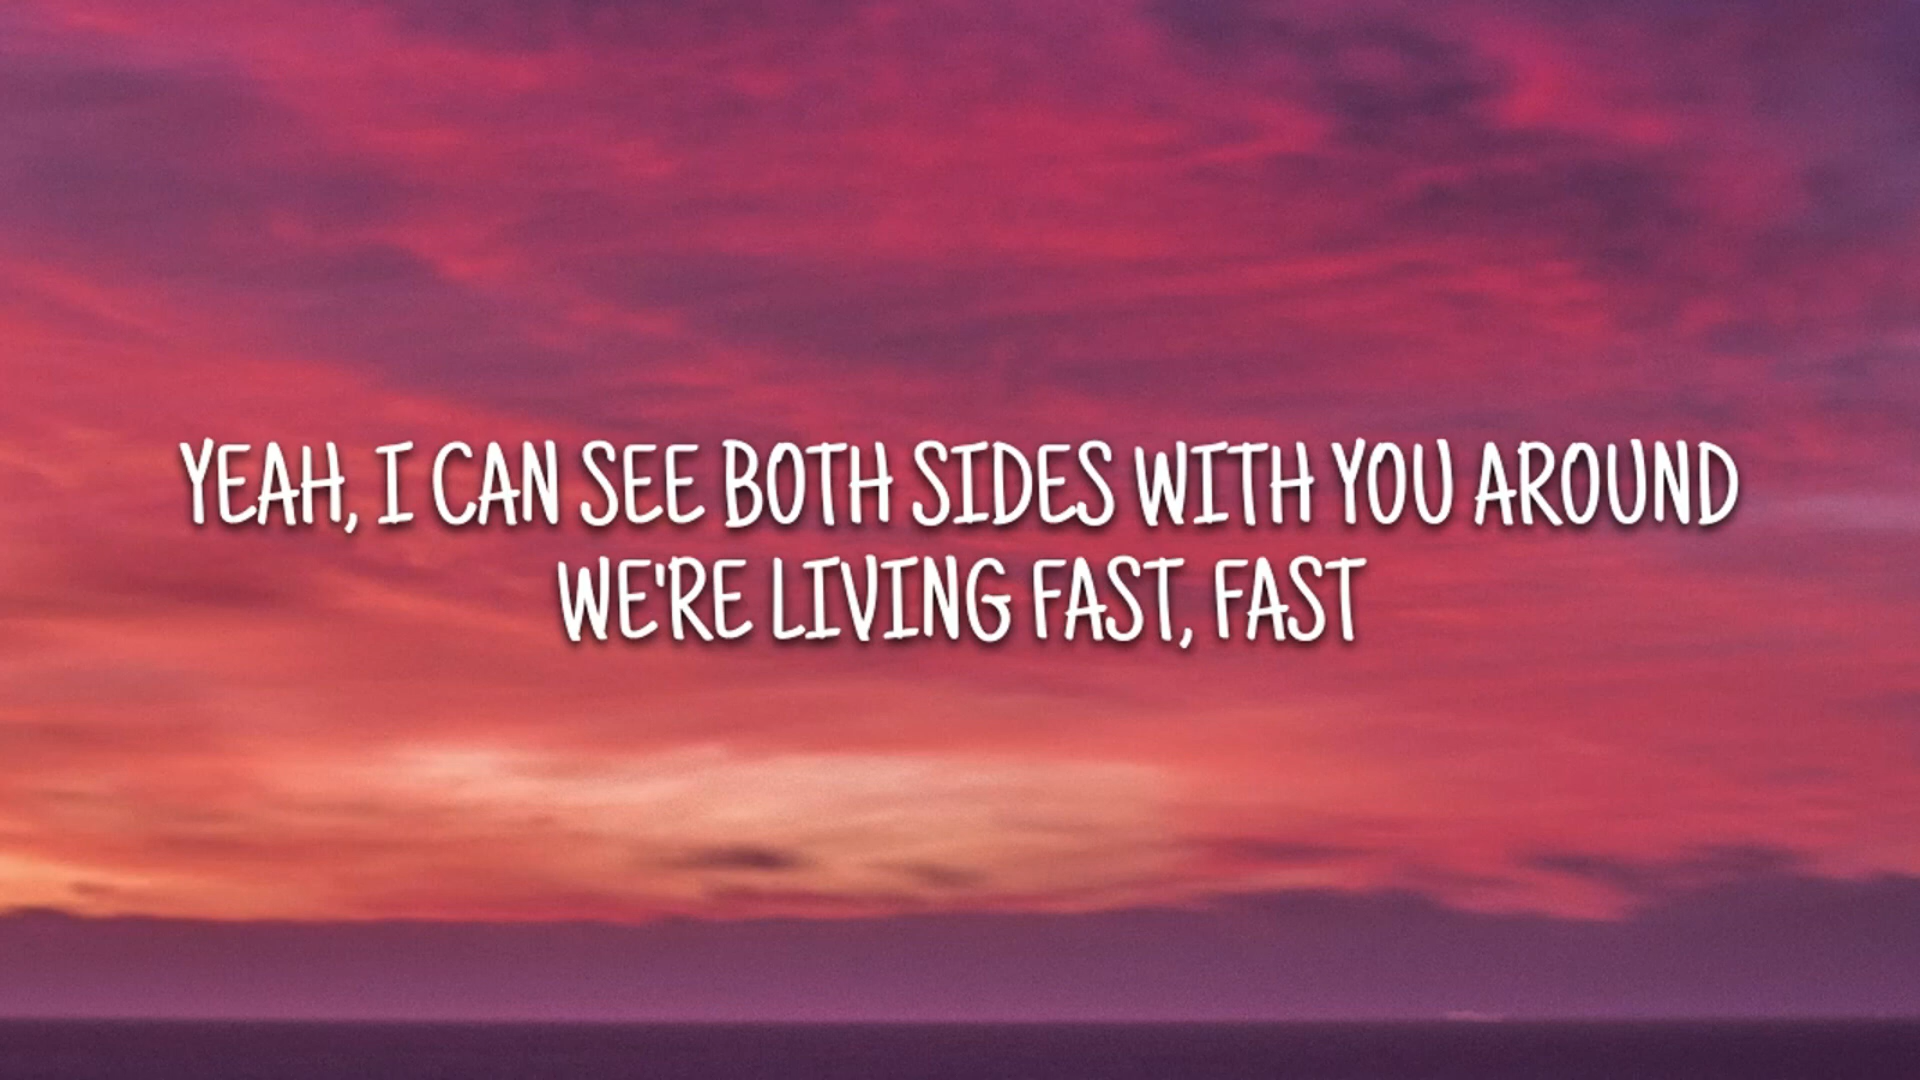 YEAH, I CAN SEE BOTH SIDES WITH YOU AROUND
WE'RE LIVING FAST, FAST